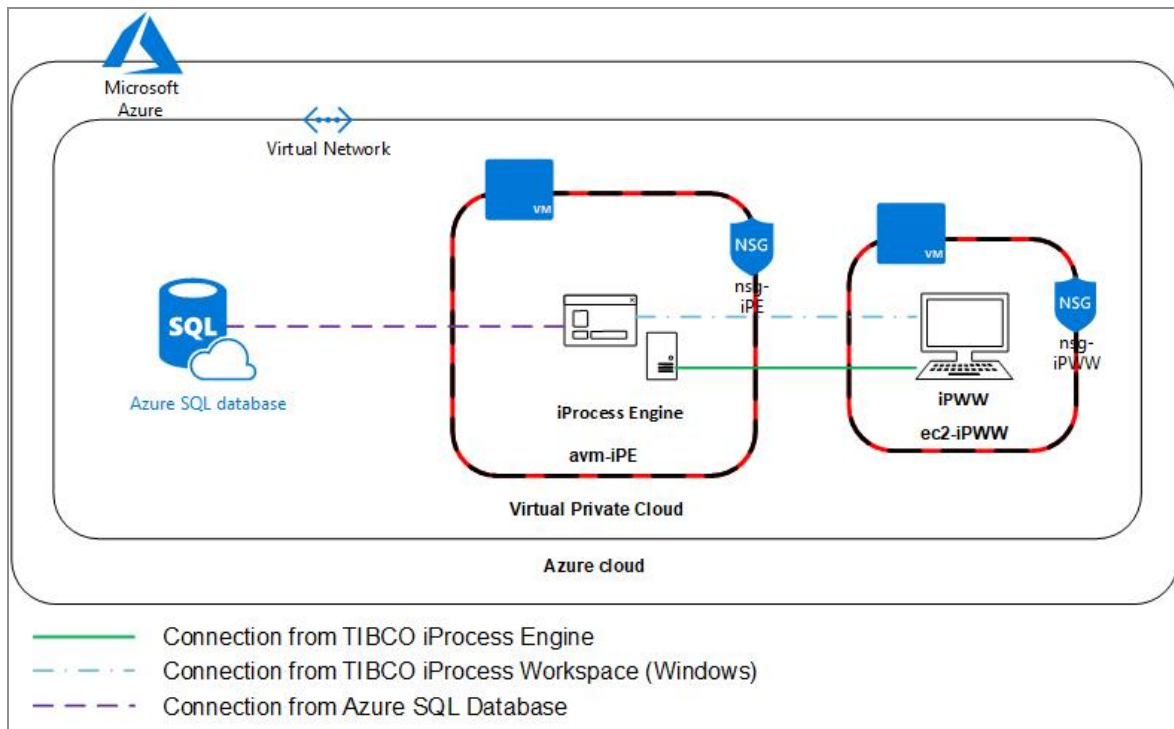 Microsoft
Azure
Virtual Network
VM
NSG
nsg-
iPE
VM
NSG
nsg-
iPWW
SQL
Azure SQL database
iProcess Engine
avm-iPE
iPWW
ec2-iPWW
Virtual Private Cloud
Azure cloud
Connection from TIBCO iProcess Engine
Connection from TIBCO iProcess Workspace (Windows)
Connection from Azure SQL Database